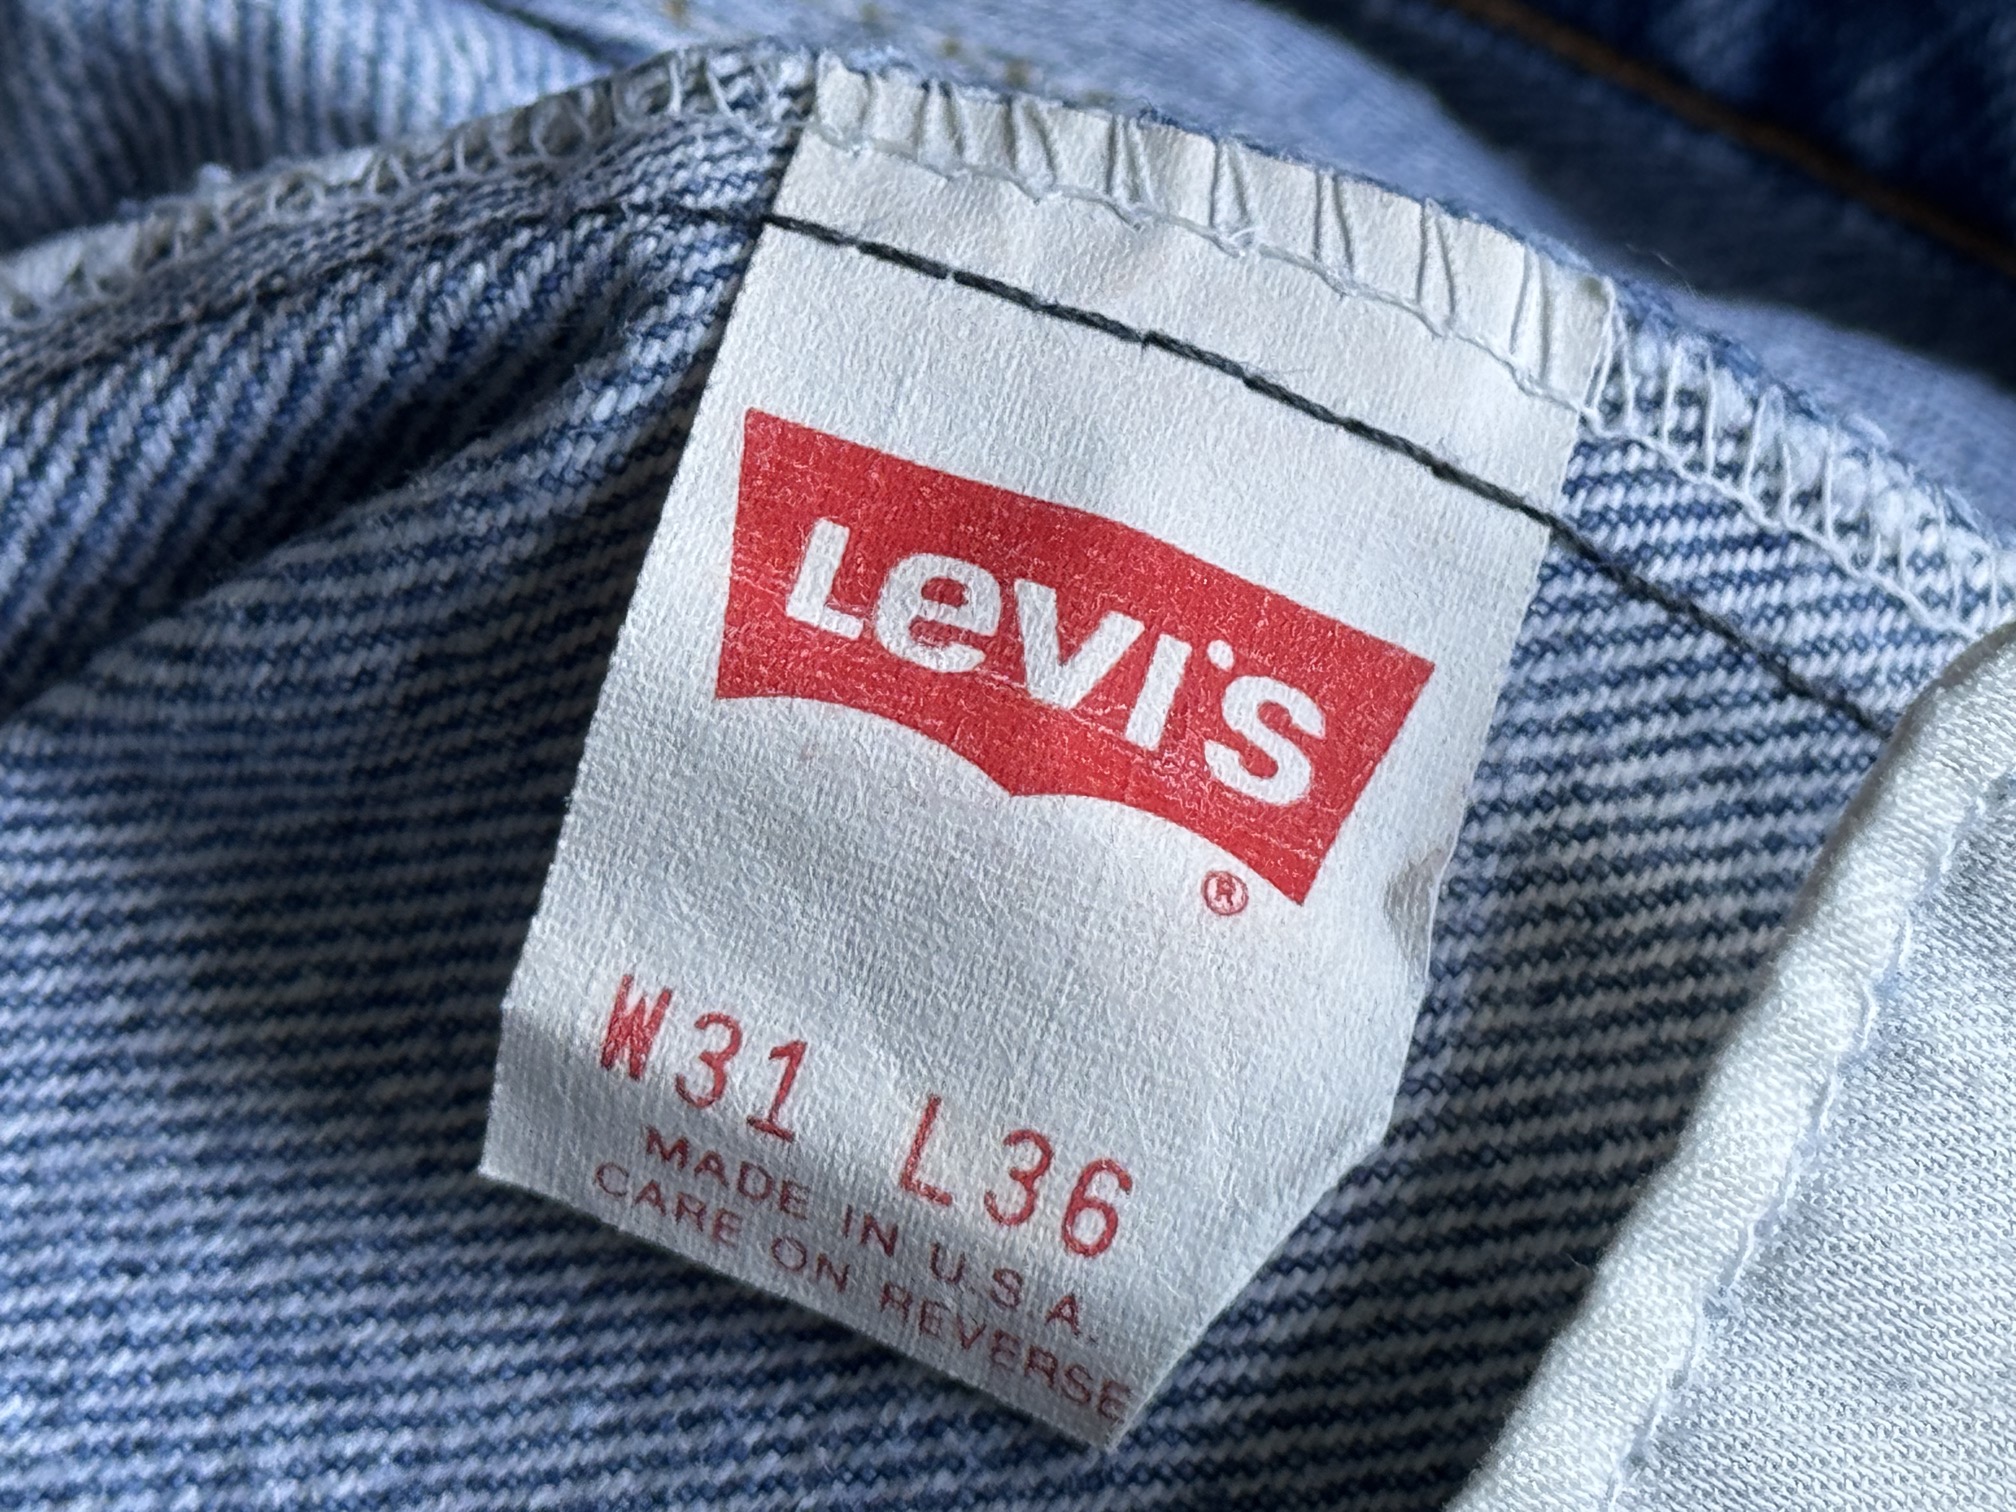 Levi's
®
W31 L36
MADE IN U.S.A.
CARE ON REVERSE